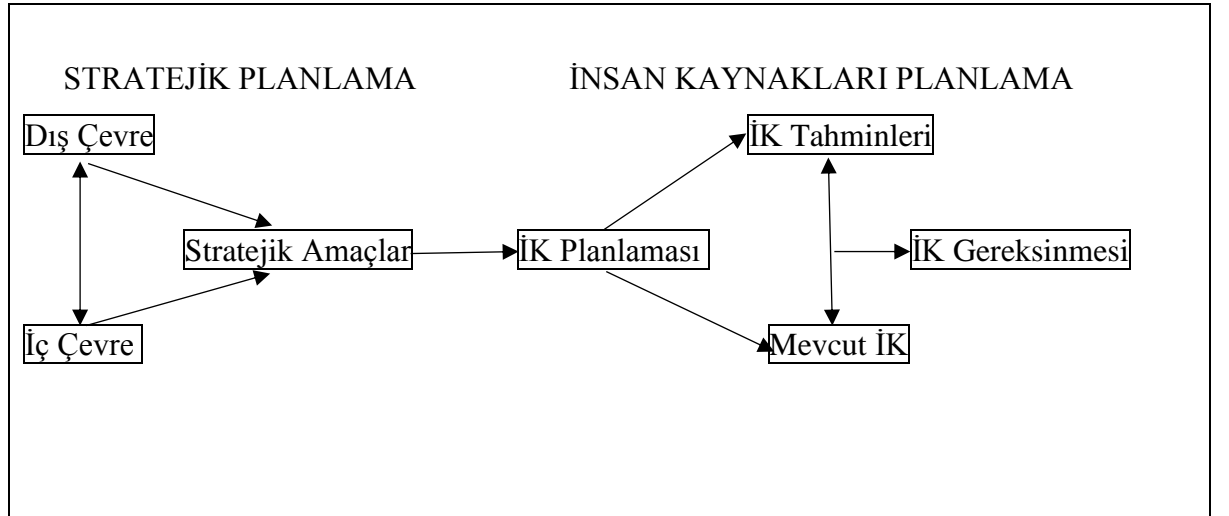 STRATEJİK PLANLAMA
İNSAN KAYNAKLARI PLANLAMA
Dış Çevre
İK Tahminleri
Stratejik Amaçlar
İK Planlaması
İK Gereksinmesi
İç Çevre
Mevcut İK